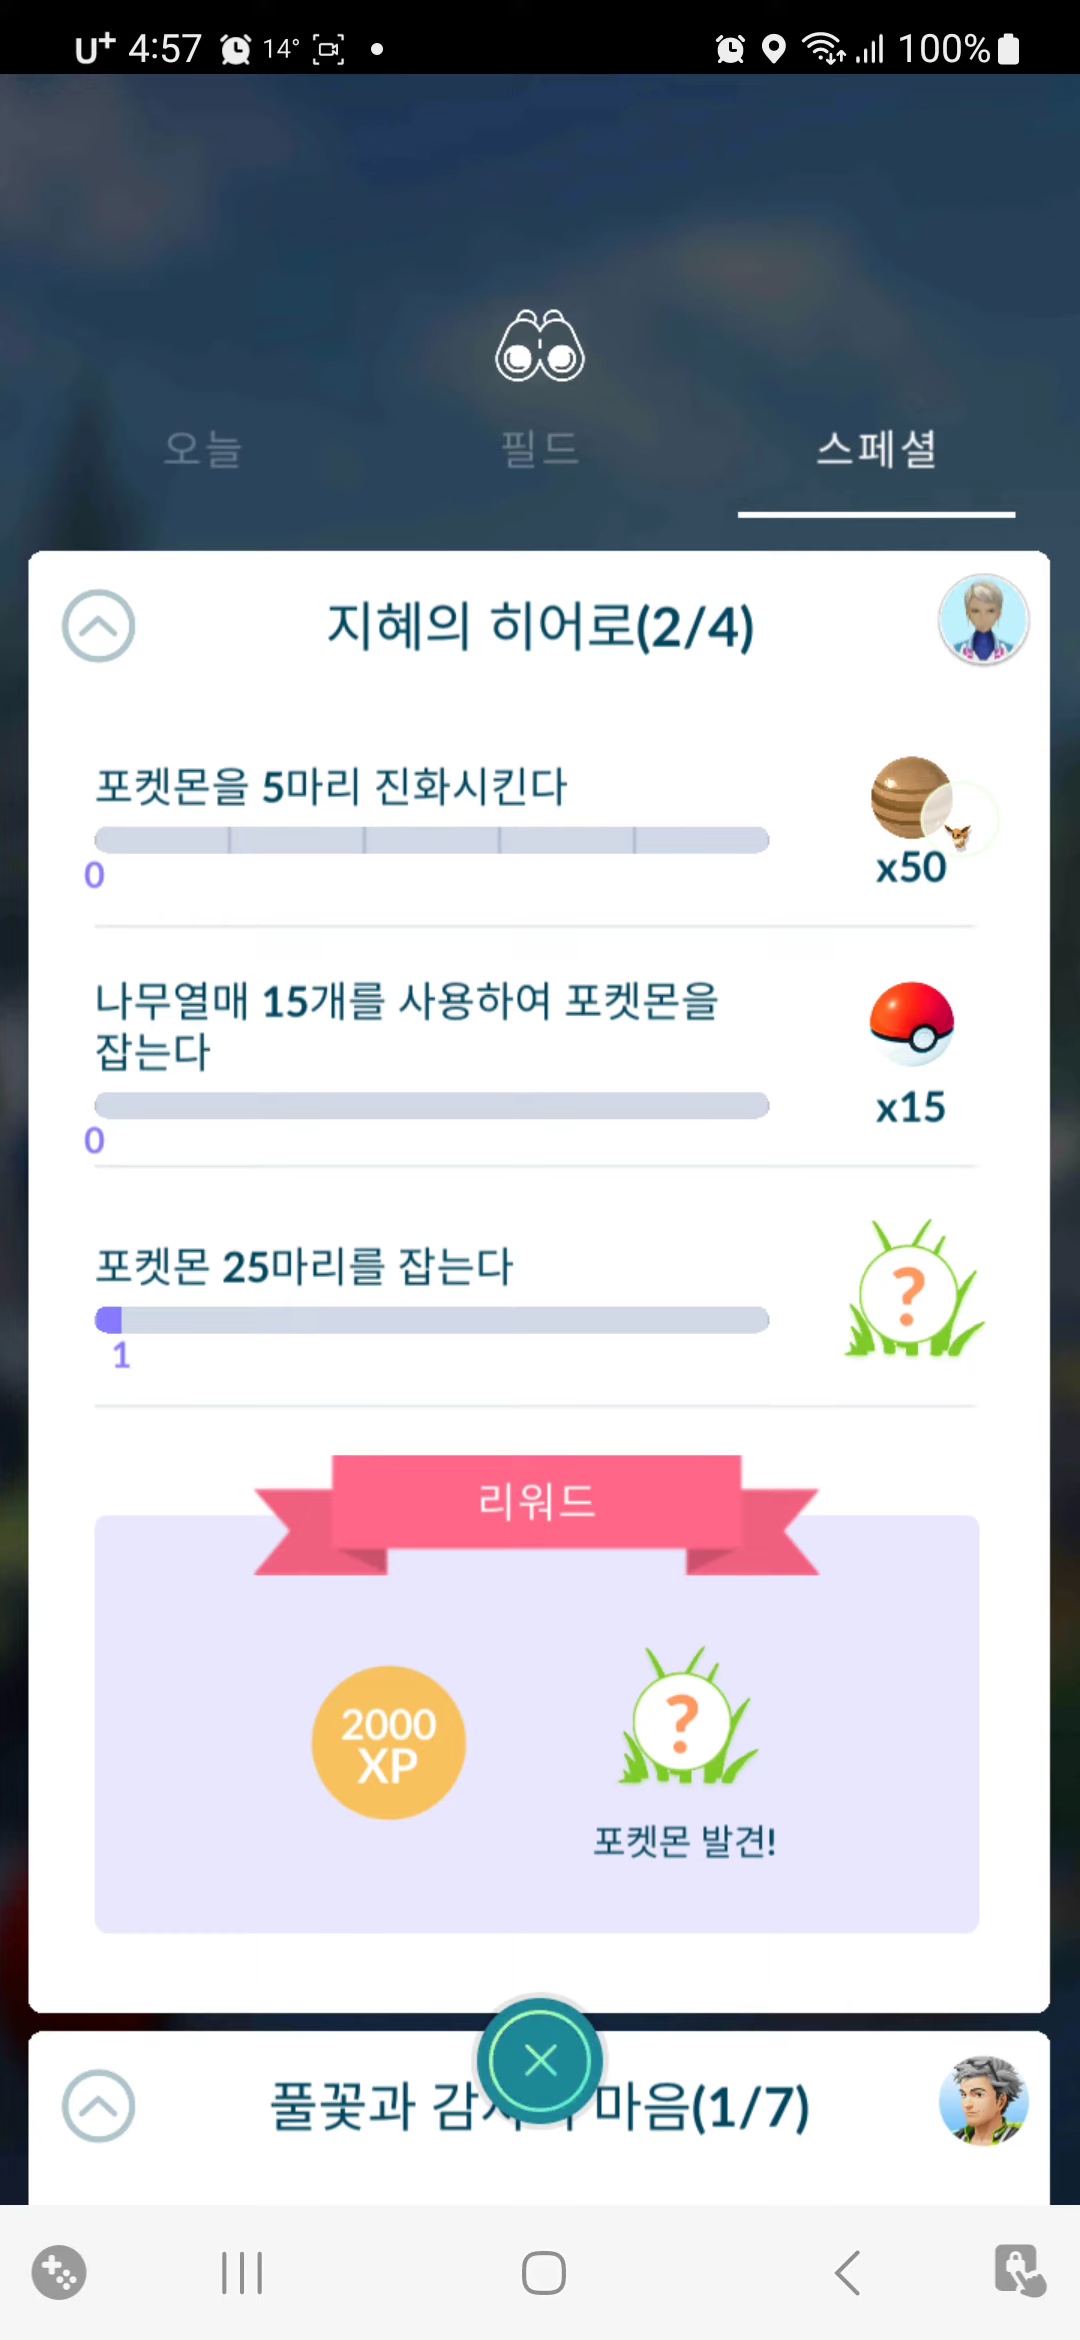 U+ 4:57 14° 100%
오늘 필드 스페셜
지혜의 히어로(2/4)
포켓몬을 5마리 진화시킨다
0
x50
나무열매 15개를 사용하여 포켓몬을
잡는다
0
x15
포켓몬 25마리를 잡는다
?
1
리워드
2000
XP
?
포켓몬 발견!
풀꽃과 마음(1/7)